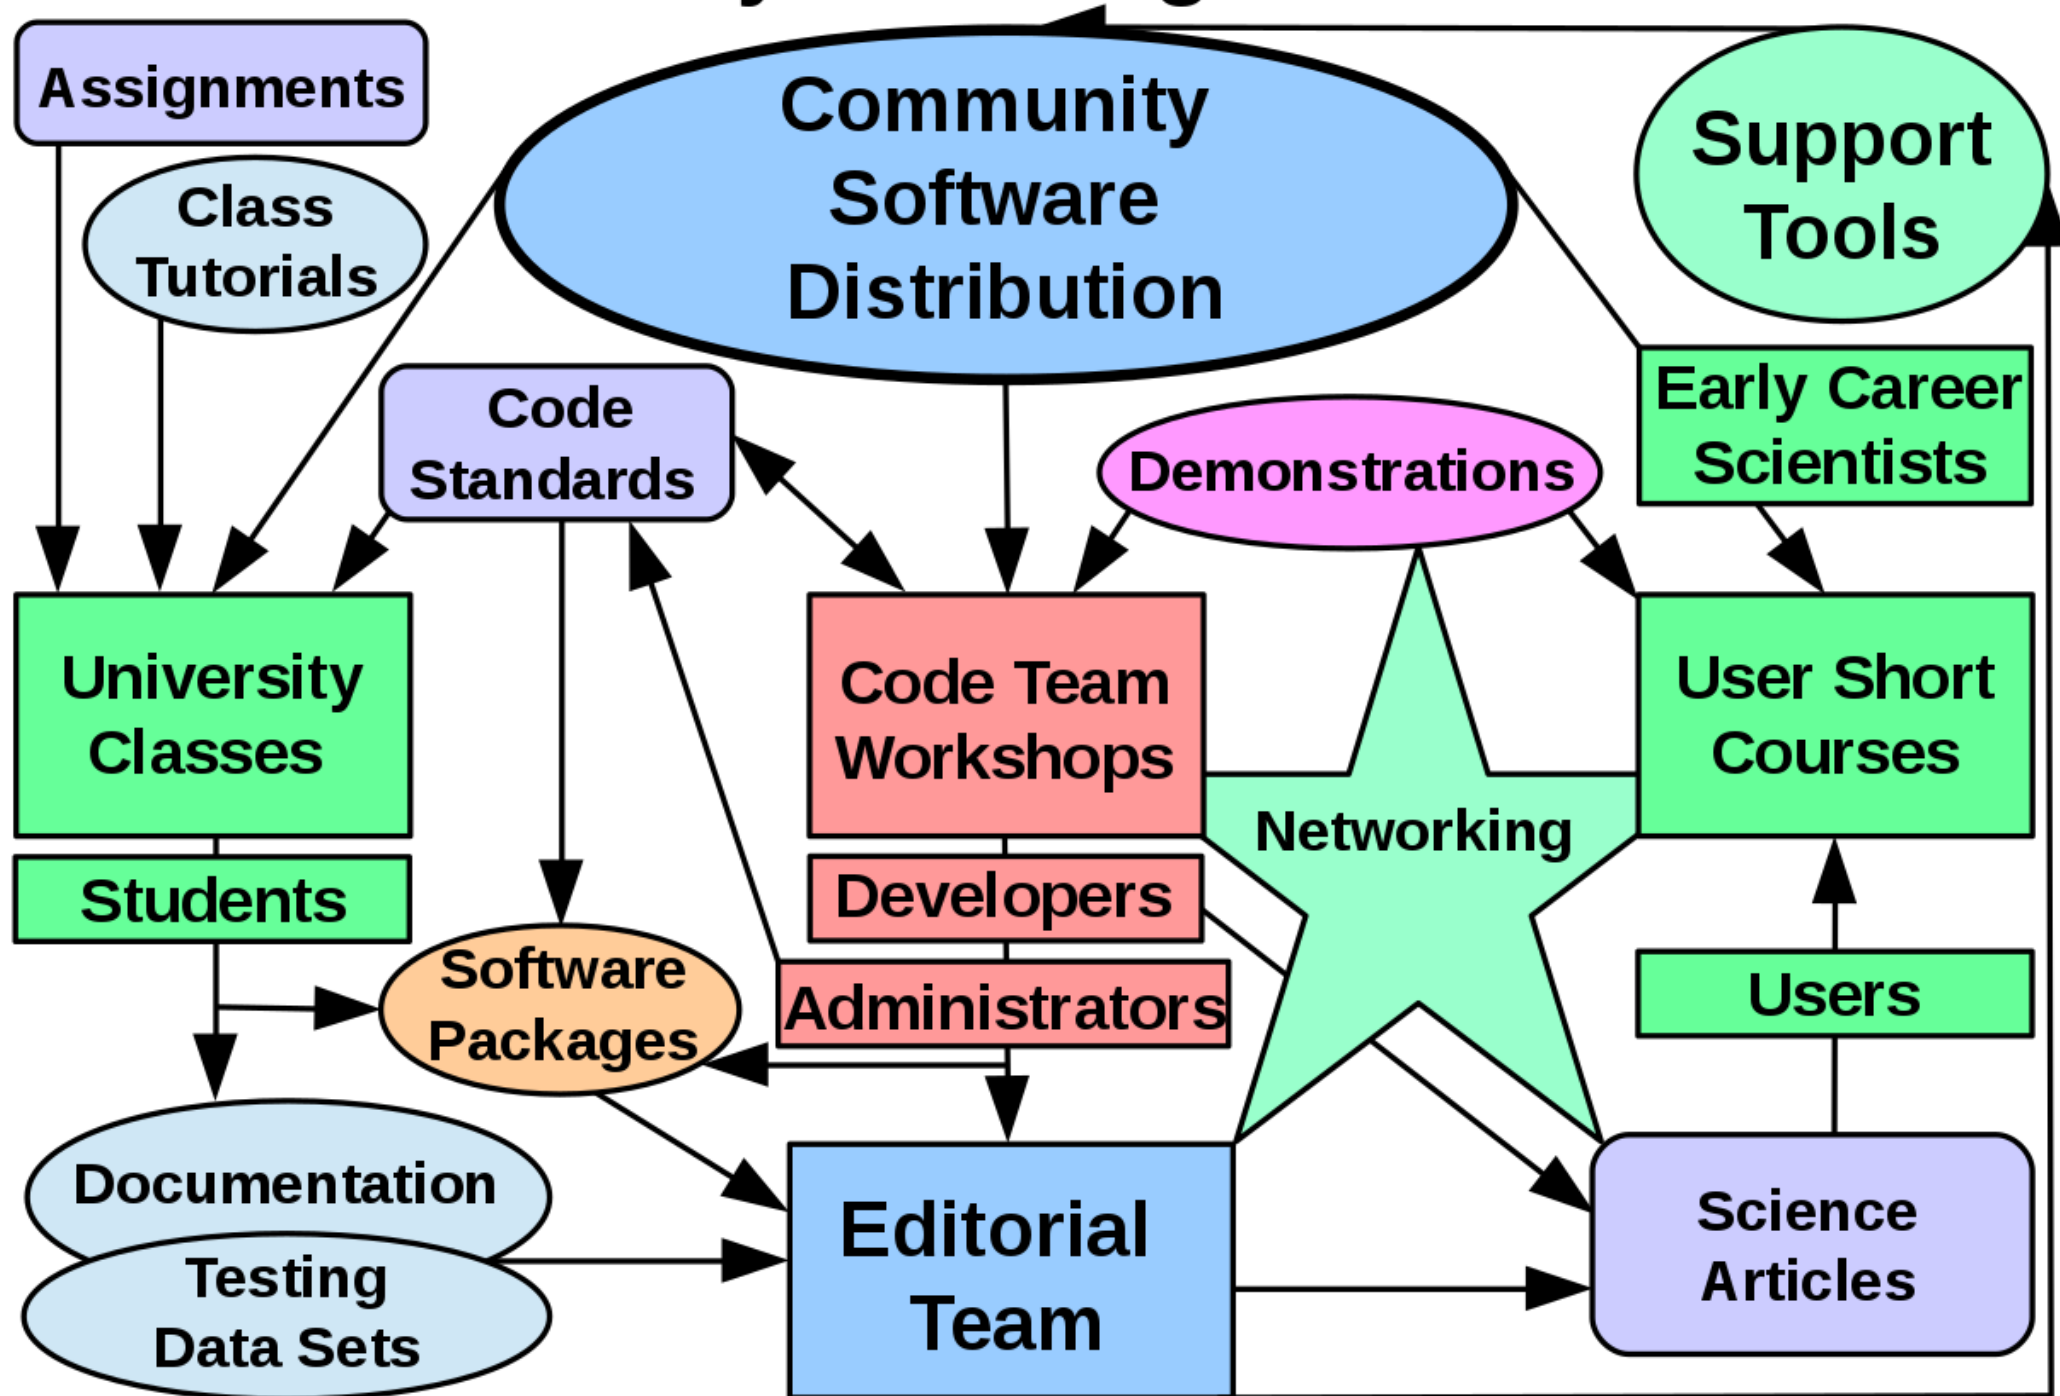 Assignments
Community
Software
Distribution
Support
Tools
Class
Tutorials
Code
Standards
Demonstrations
Early Career
Scientists
University
Classes
Code Team
Workshops
User Short
Courses
Networking
Students
Developers
Software
Packages
Administrators
Users
Documentation
Testing
Data Sets
Editorial
Team
Science
Articles